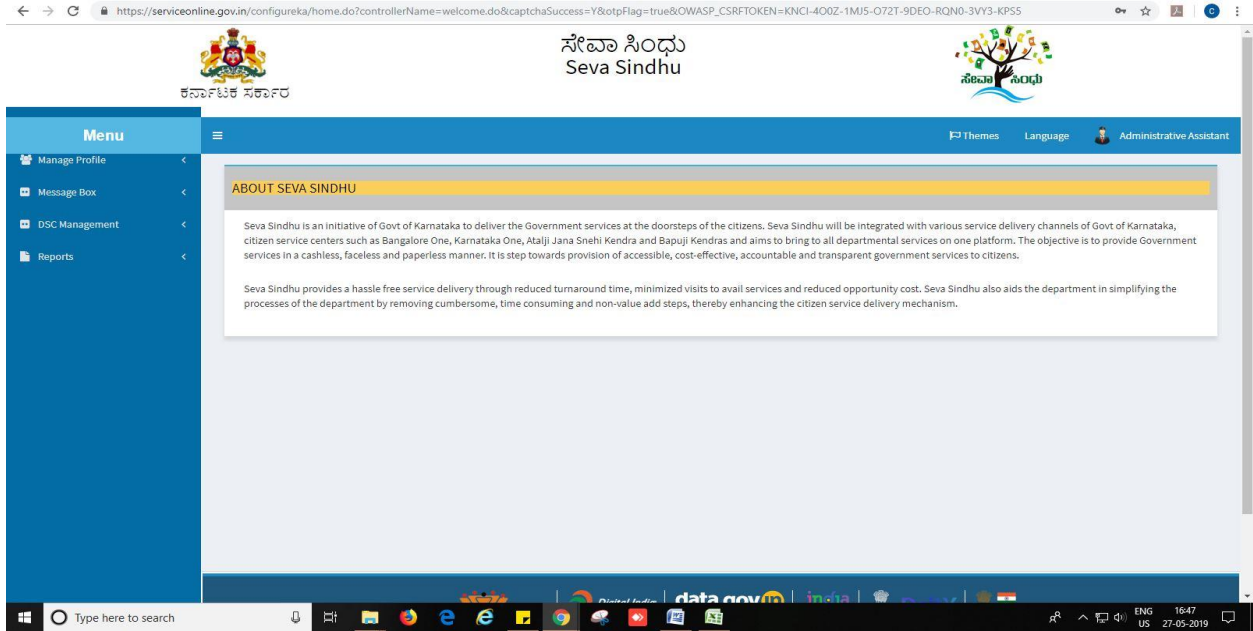 https://serviceonline.gov.in/configureka/home.do?controllerName=welcome.do&captchaSuccess=Y&otpFlag=true&OWASP_CSRFTOKEN=KNCI-4O0Z-1MJ5-O72T-9DEO-RQN0-3VY3-KPS5
ಕರ್ನಾಟಕ ಸರ್ಕಾರ
ಸೇವಾ ಸಿಂಧು
Seva Sindhu
ಸೇವಾ ಸಿಂಧು
Menu
Themes Language Administrative Assistant
Manage Profile
Message Box
DSC Management
Reports
ABOUT SEVA SINDHU
Seva Sindhu is an initiative of Govt of Karnataka to deliver the Government services at the doorsteps of the citizens. Seva Sindhu will be integrated with various service delivery channels of Govt of Karnataka,
citizen service centers such as Bangalore One, Karnataka One, Atalji Jana Snehi Kendra and Bapuji Kendras and aims to bring to all departmental services on one platform. The objective is to provide Government
services in a cashless, faceless and paperless manner. It is step towards provision of accessible, cost-effective, accountable and transparent government services to citizens.
Seva Sindhu provides a hassle free service delivery through reduced turnaround time, minimized visits to avail services and reduced opportunity cost. Seva Sindhu also aids the department in simplifying the
processes of the department by removing cumbersome, time consuming and non-value add steps, thereby enhancing the citizen service delivery mechanism.
Digital India data.gov.in india
Type here to search
ENG 16:47
US 27-05-2019